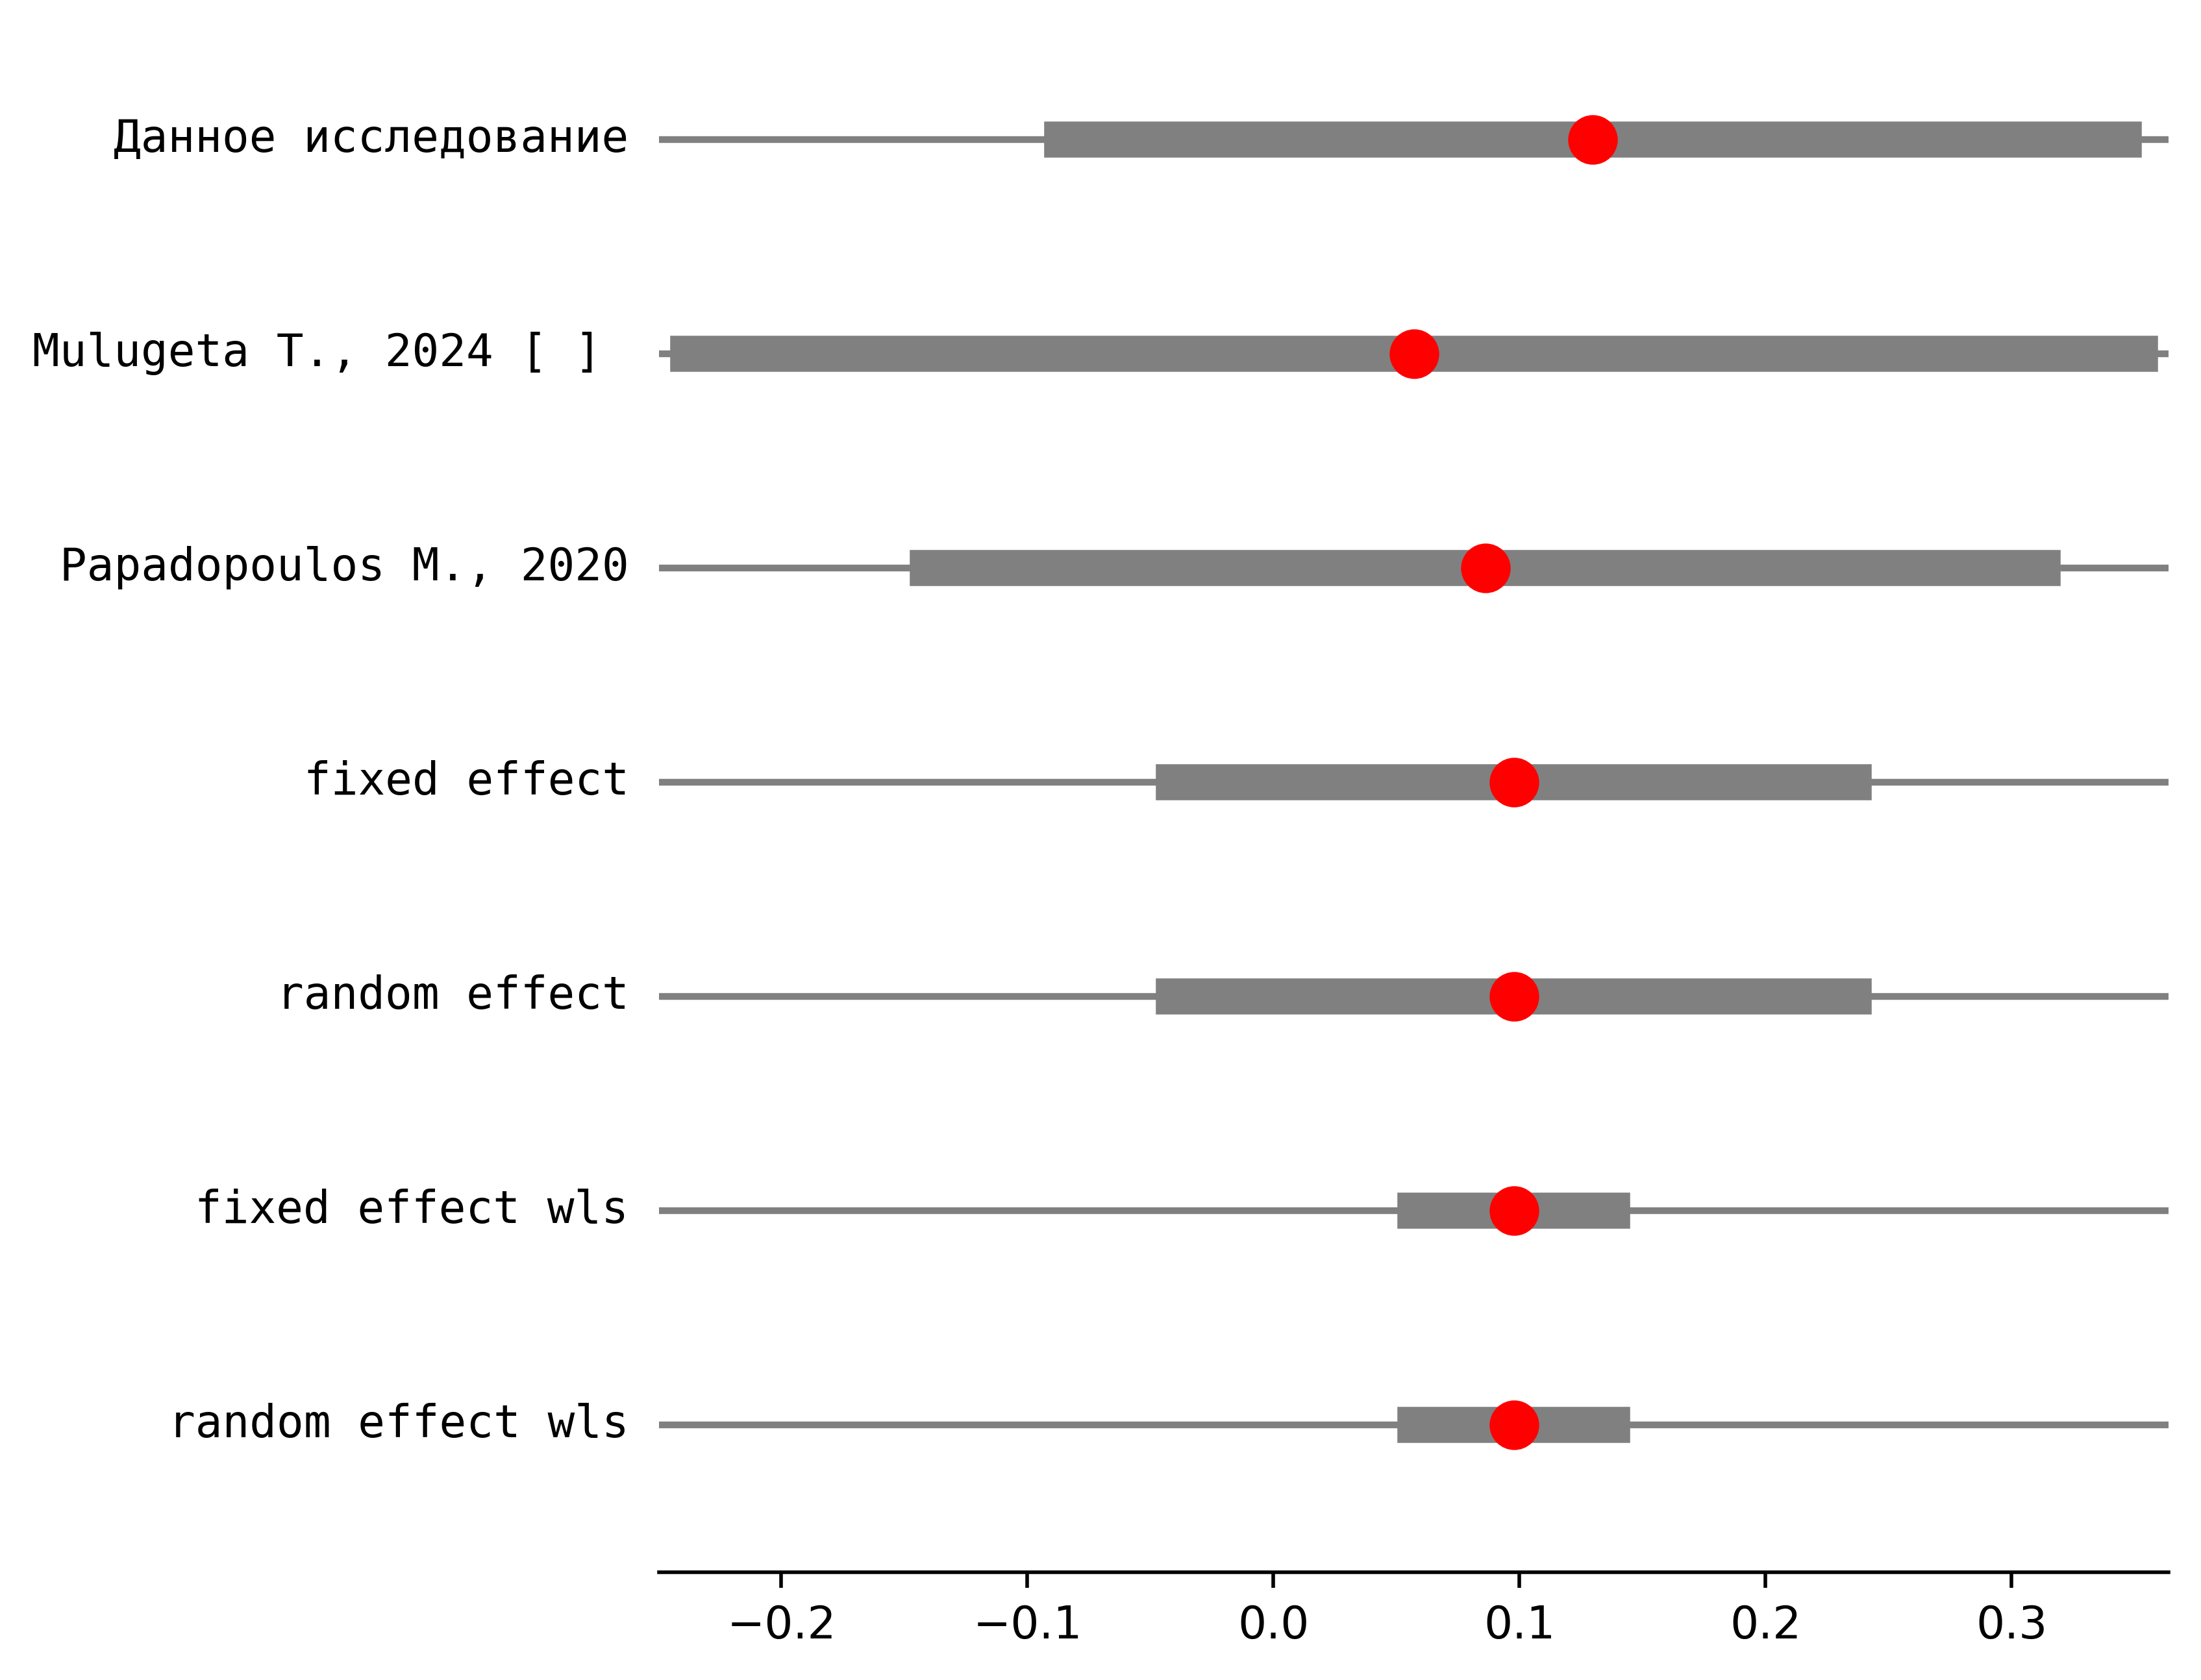 Данное исследование
Mulugeta T., 2024 [ ]
Papadopoulos M., 2020
fixed effect
random effect
fixed effect wls
random effect wls
−0.2 −0.1 0.0 0.1 0.2 0.3